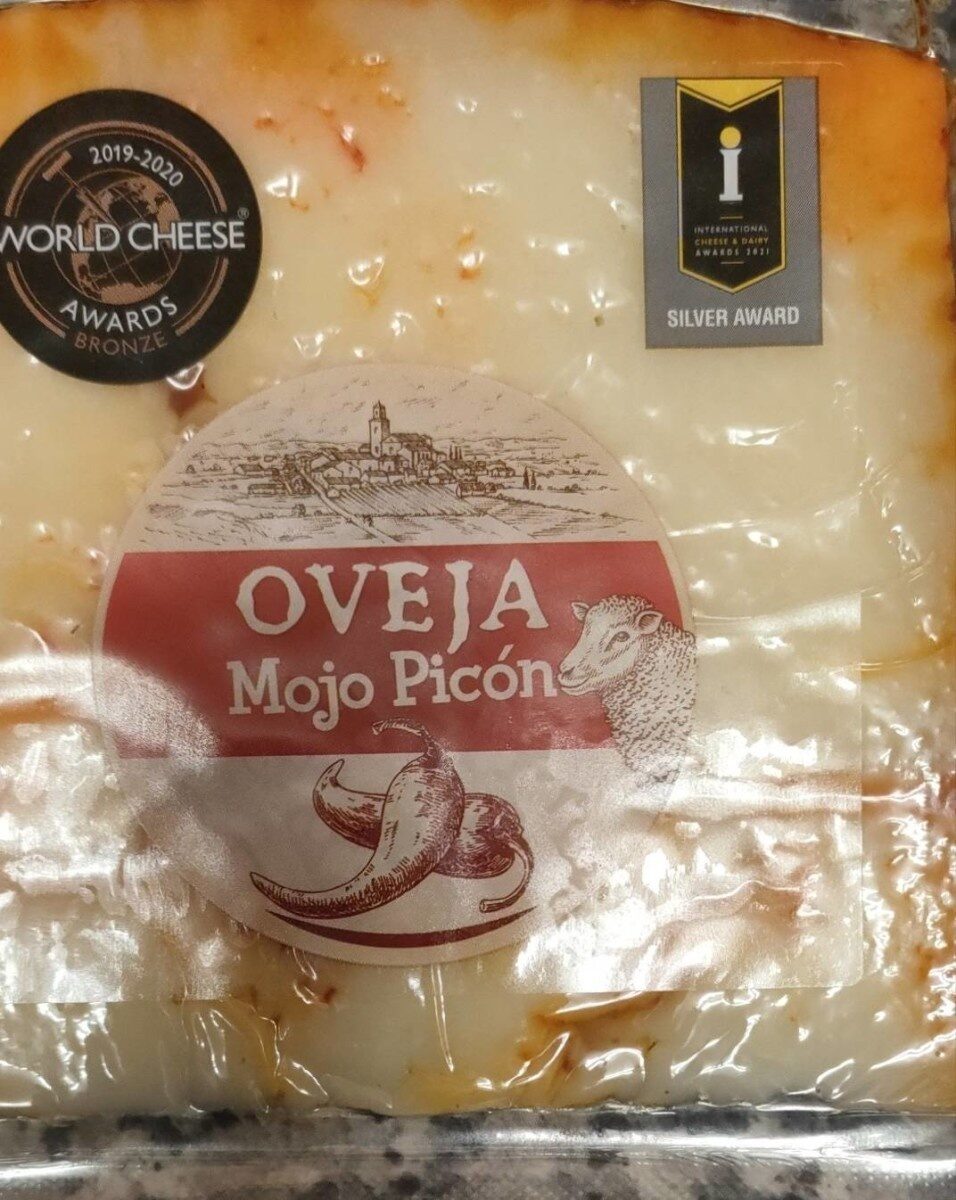 2019-2020
WORLD CHEESE®
AWARDS
BRONZE
i
INTERNATIONAL
CHEESE & DAIRY
AWARDS 2021
SILVER AWARD
OVEJA
Mojo Picón